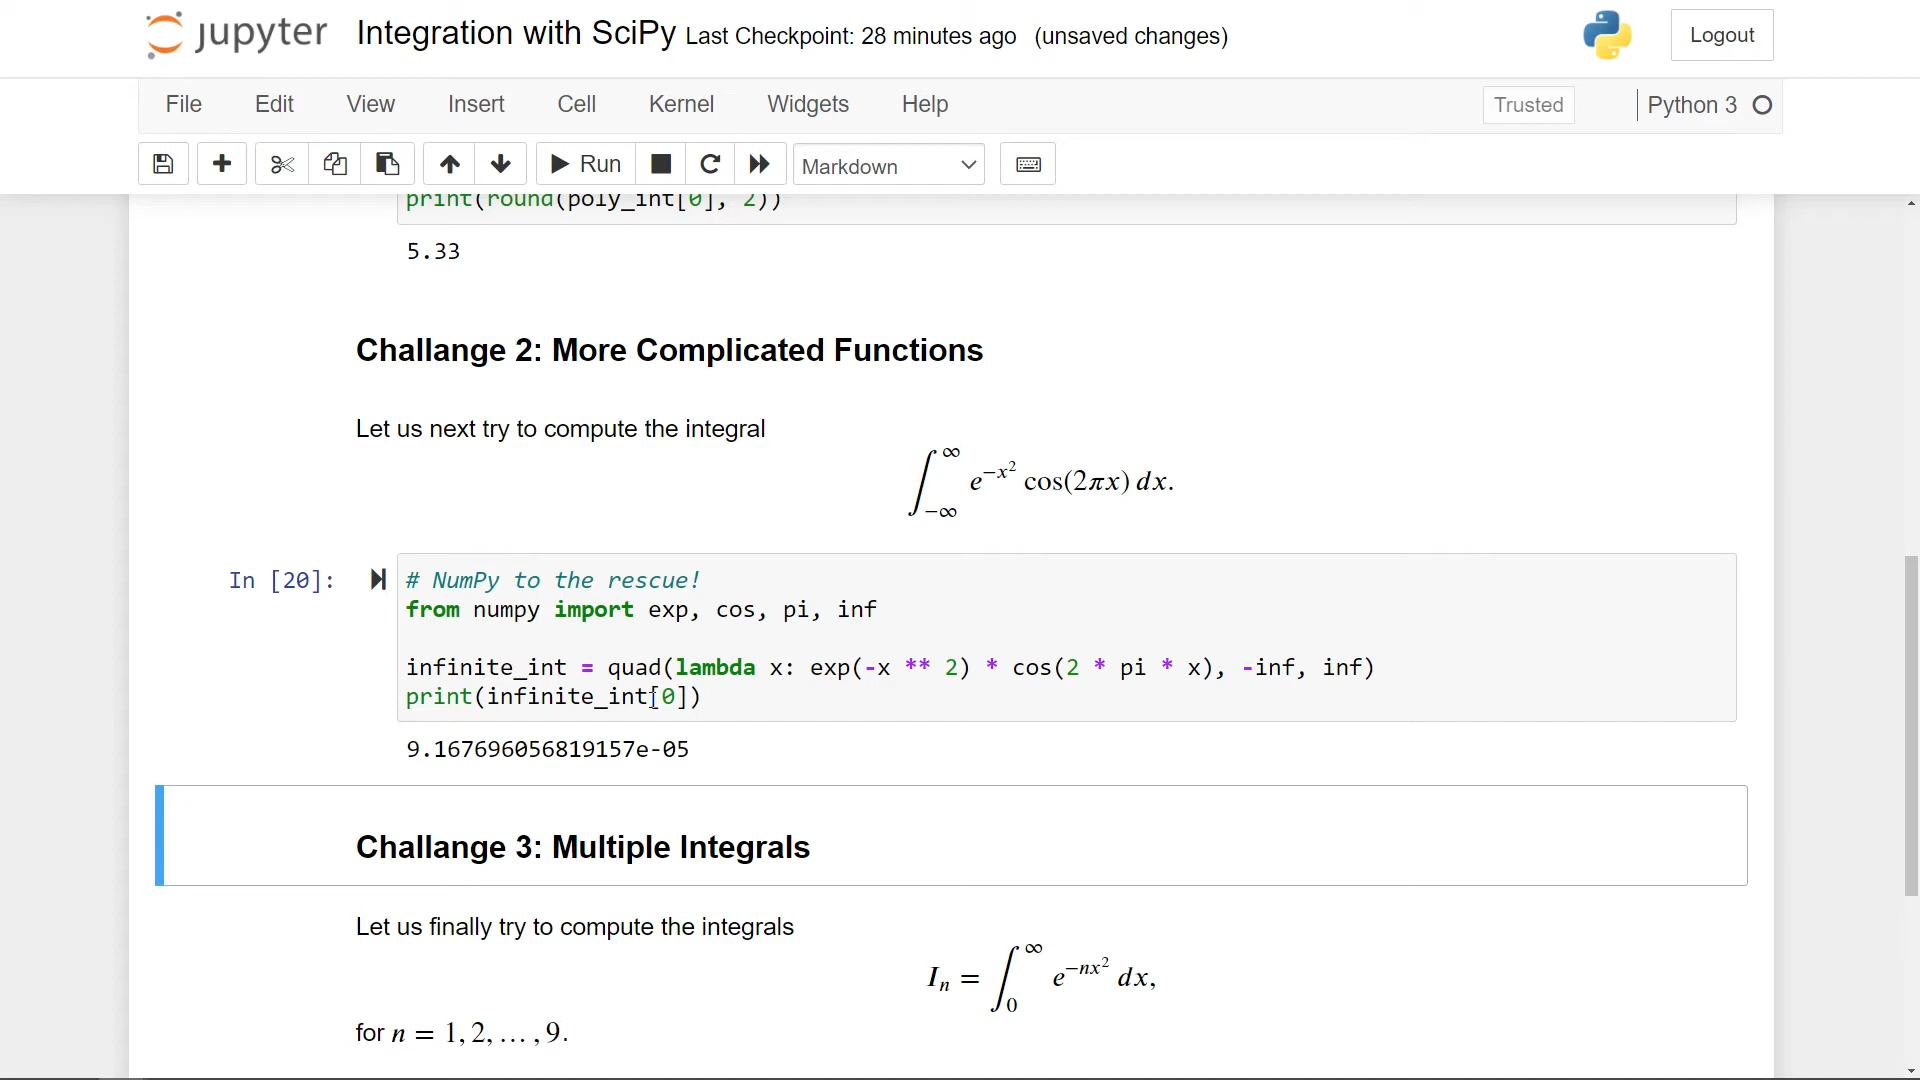 jupyter Integration with SciPy Last Checkpoint: 28 minutes ago (unsaved changes) Logout
File Edit View Insert Cell Kernel Widgets Help Trusted Python 3
Run Markdown
print(round(poly_int[0], 2))
5.33
Challange 2: More Complicated Functions
Let us next try to compute the integral
∫_{-∞}^{∞} e^{-x^2} cos(2πx) dx.
In [20]: # NumPy to the rescue!
from numpy import exp, cos, pi, inf
infinite_int = quad(lambda x: exp(-x ** 2) * cos(2 * pi * x), -inf, inf)
print(infinite_int[0])
9.167696056819157e-05
Challange 3: Multiple Integrals
Let us finally try to compute the integrals
I_n = ∫_0^∞ e^{-nx^2} dx,
for n = 1, 2, … , 9.